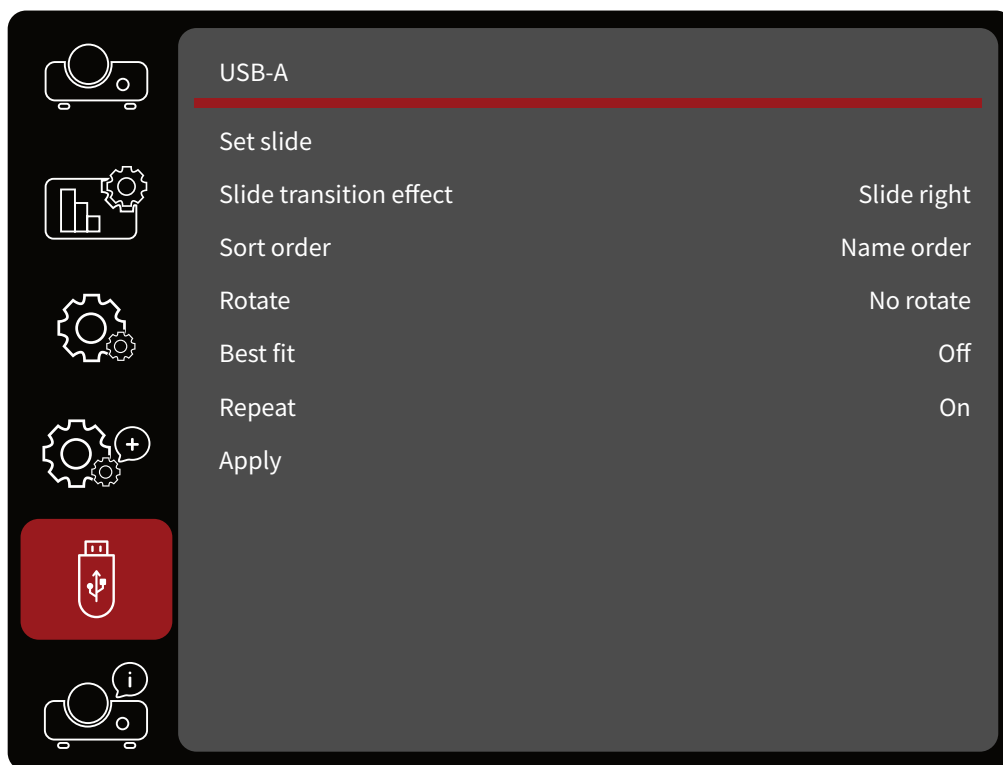 USB-A
Set slide
Slide transition effect Slide right
Sort order Name order
Rotate No rotate
Best fit Off
Repeat On
Apply